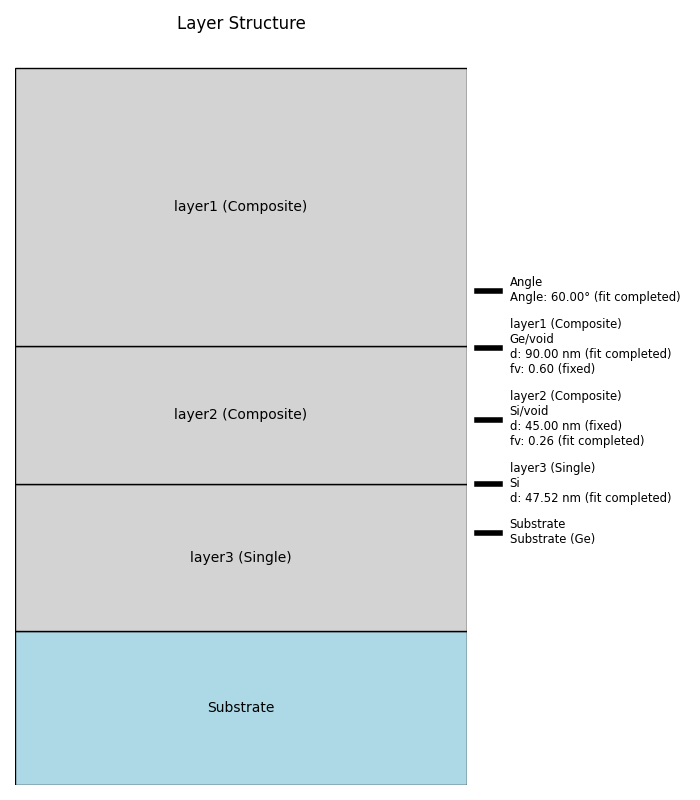 Layer Structure
layer1 (Composite)
layer2 (Composite)
layer3 (Single)
Substrate
Angle
Angle: 60.00° (fit completed)
layer1 (Composite)
Ge/void
d: 90.00 nm (fit completed)
fv: 0.60 (fixed)
layer2 (Composite)
Si/void
d: 45.00 nm (fixed)
fv: 0.26 (fit completed)
layer3 (Single)
Si
d: 47.52 nm (fit completed)
Substrate
Substrate (Ge)